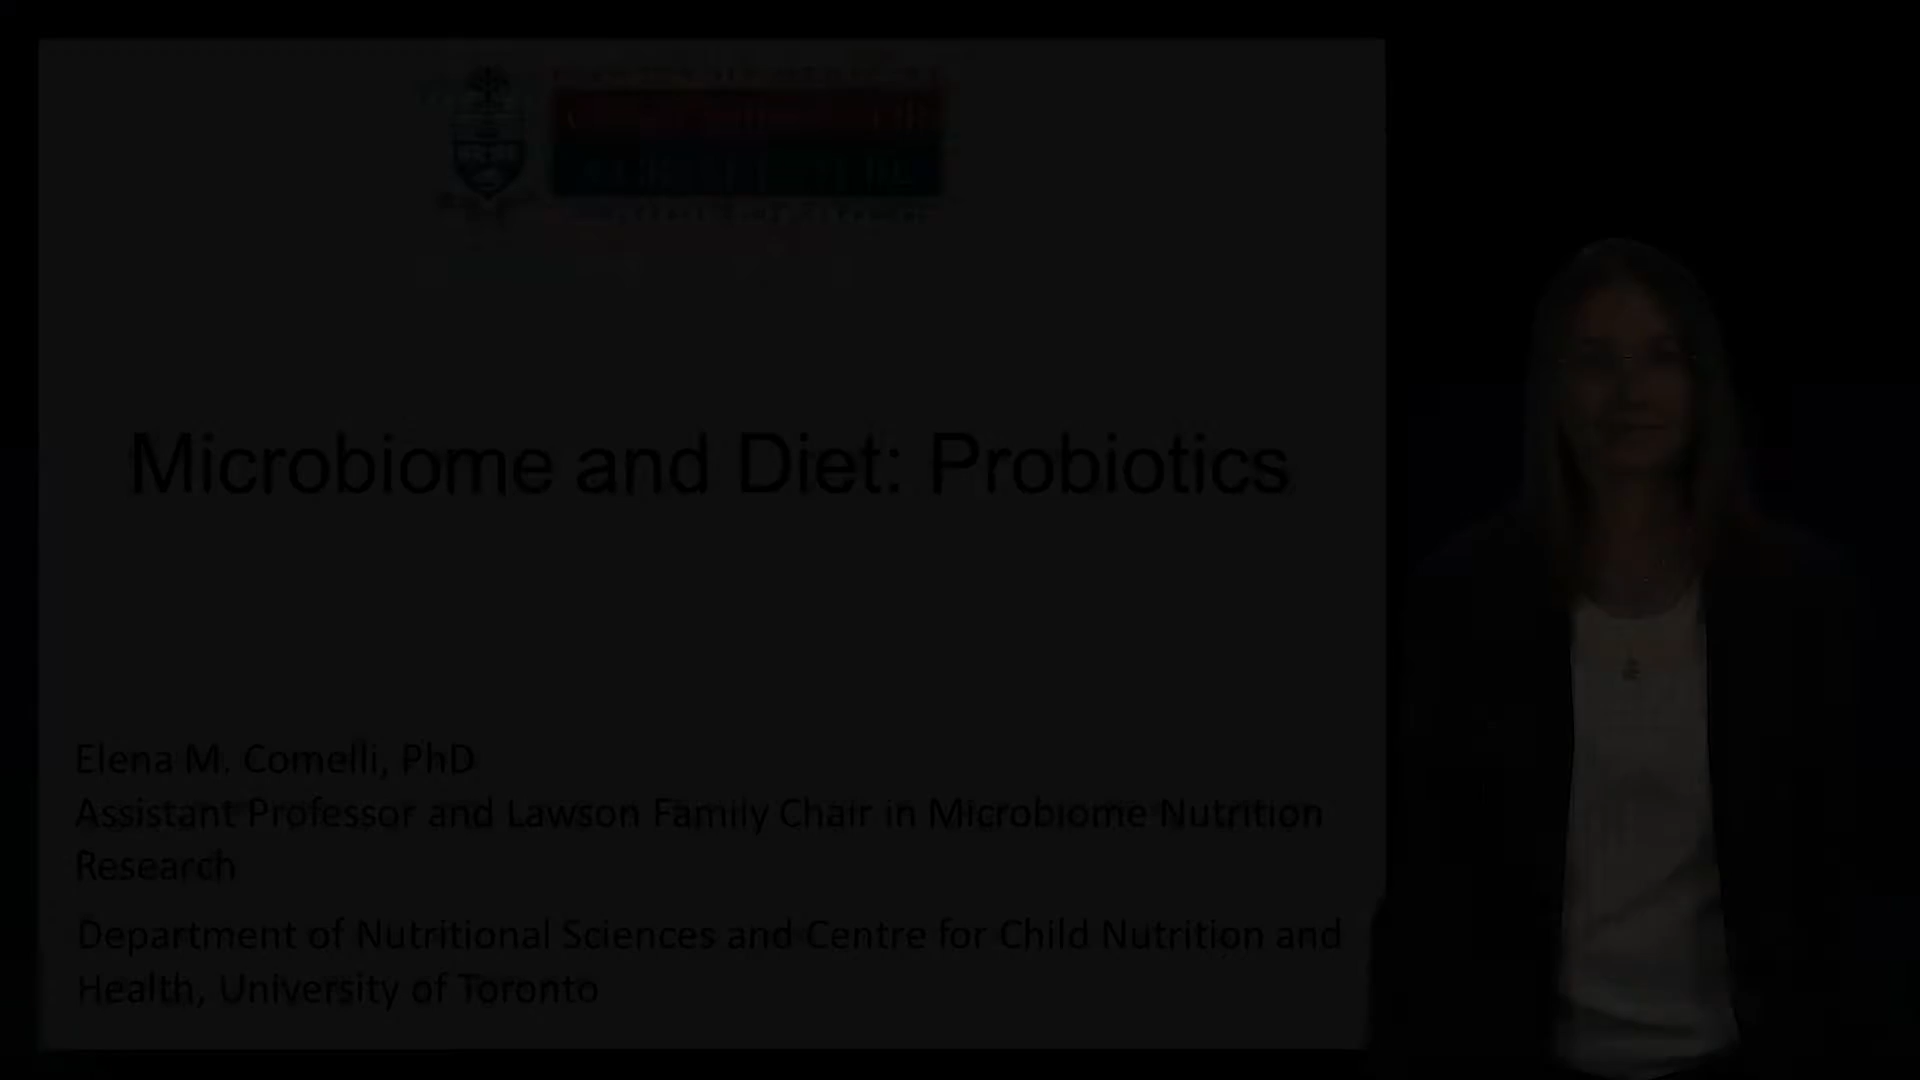 Microbiome and Diet: Probiotics
Elena M. Comelli, PhD
Assistant Professor and Lawson Family Chair in Microbiome Nutrition
Research
Department of Nutritional Sciences and Centre for Child Nutrition and
Health, University of Toronto